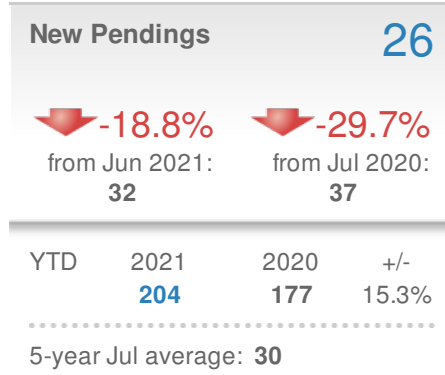 New Pendings 26
-18.8% -29.7%
from Jun 2021: from Jul 2020:
32 37
YTD 2021 2020 +/-
204 177 15.3%
5-year Jul average: 30